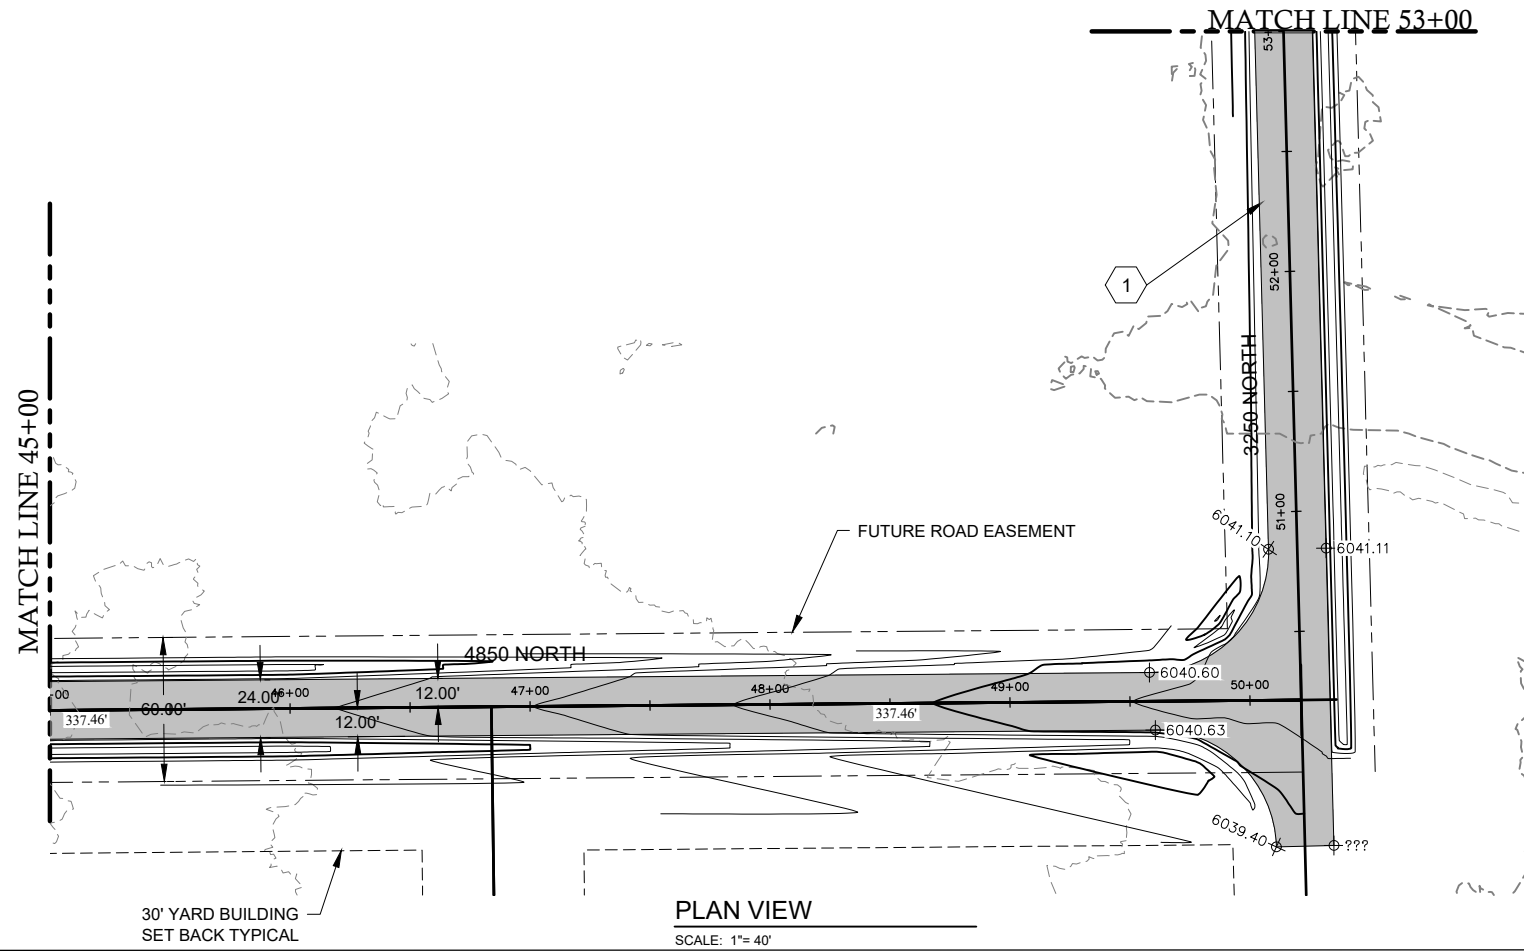 MATCH LINE 53+00
53+
1
52+00
3250 NORTH
MATCH LINE 45+00
51+00
6041.10
6041.11
FUTURE ROAD EASEMENT
4850 NORTH
6040.60
00
24.00'
46+00
12.00'
47+00
48+00
49+00
50+00
60.00'
337.46'
12.00'
337.46'
6040.63
6039.40
???
30' YARD BUILDING
SET BACK TYPICAL
PLAN VIEW
SCALE: 1"= 40'